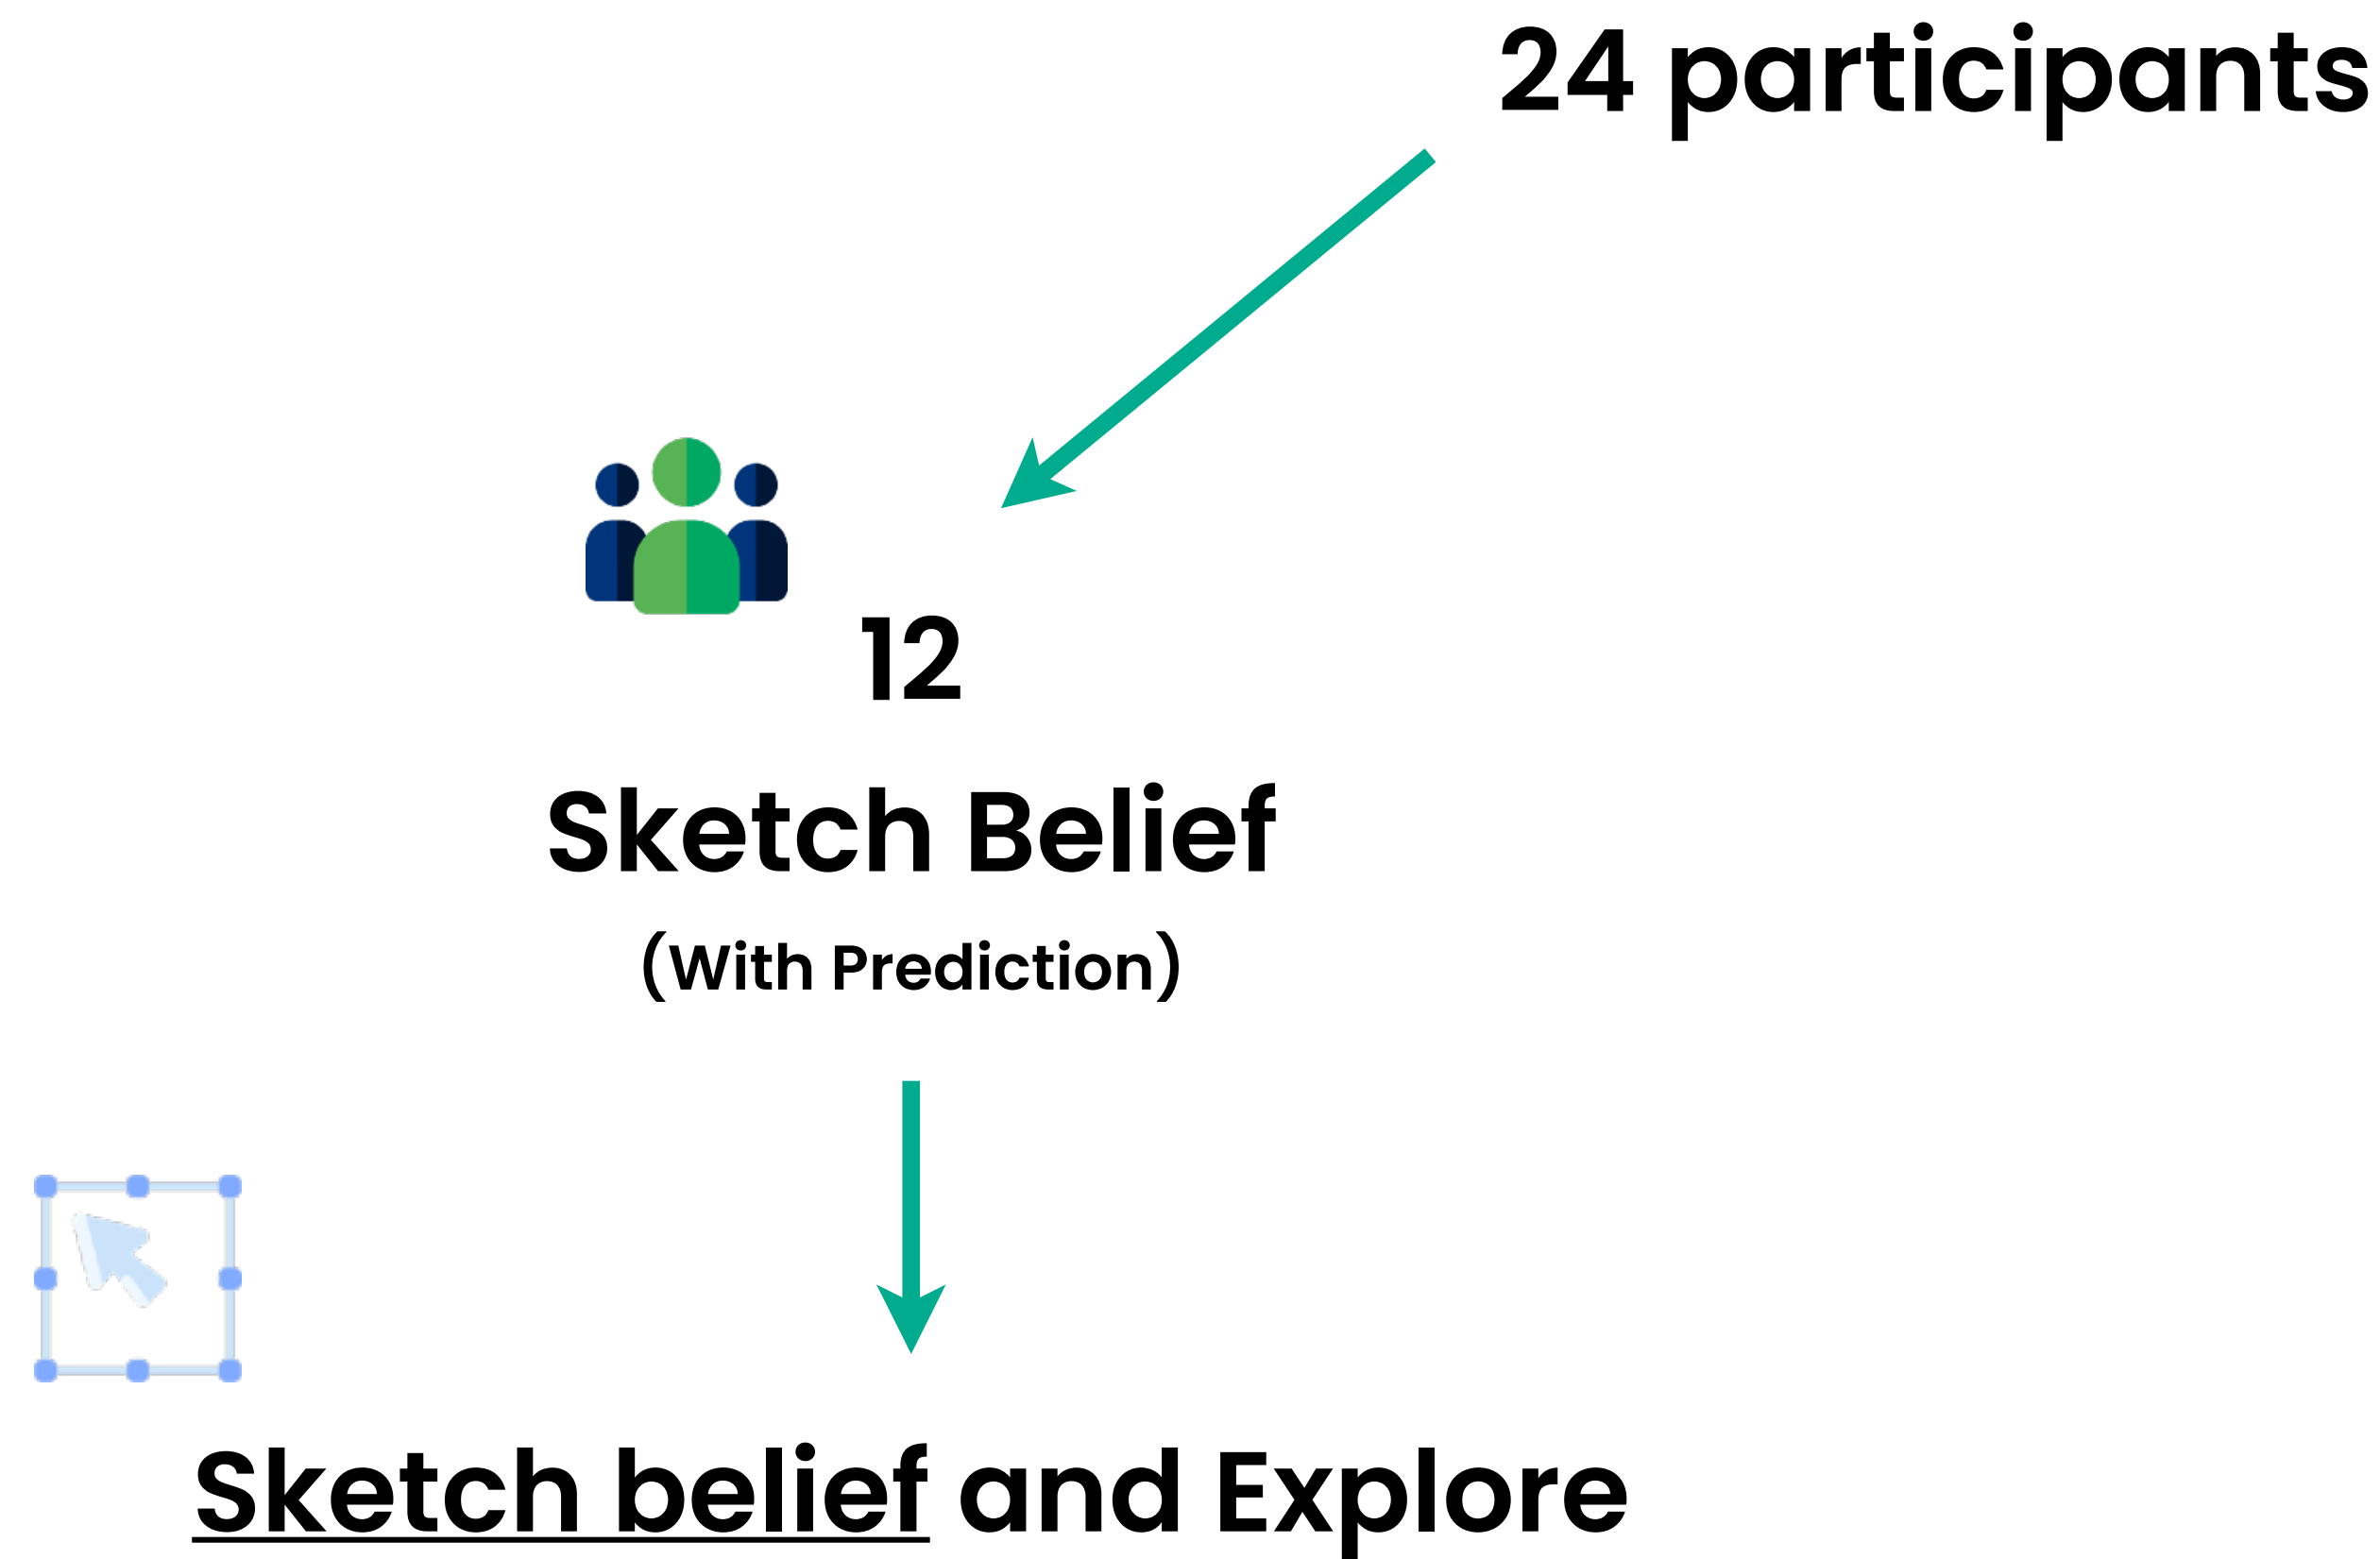 24 participants
12
Sketch Belief
(With Prediction)
Sketch belief and Explore